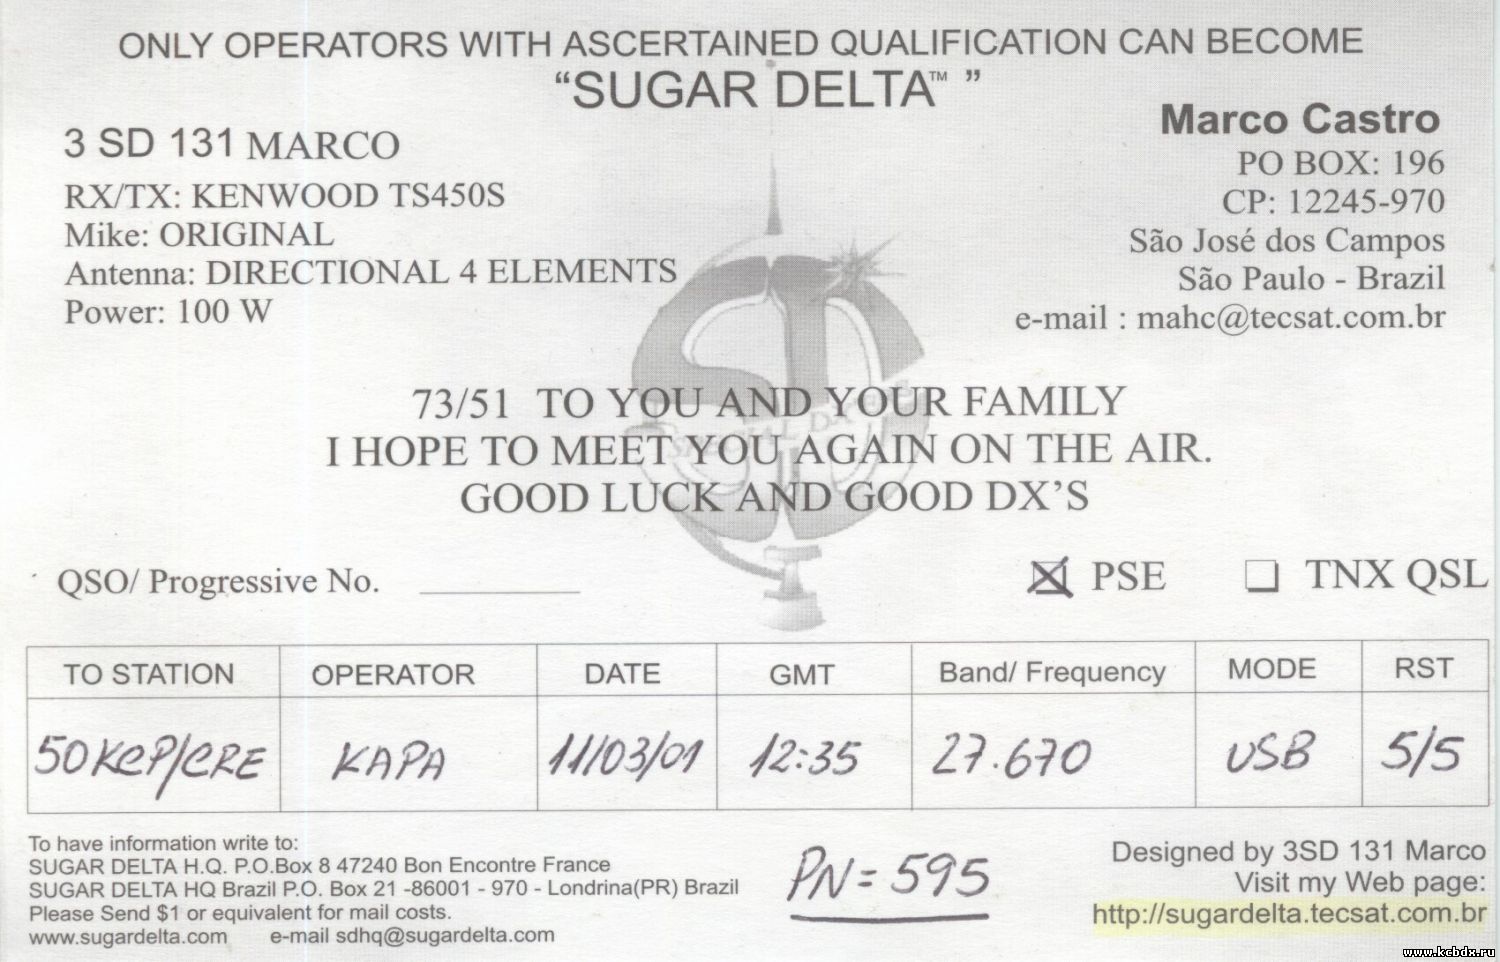 ONLY OPERATORS WITH ASCERTAINED QUALIFICATION CAN BECOME
“SUGAR DELTA™ ”
3 SD 131 MARCO
RX/TX: KENWOOD TS450S
Mike: ORIGINAL
Antenna: DIRECTIONAL 4 ELEMENTS
Power: 100 W
Marco Castro
PO BOX: 196
CP: 12245-970
São José dos Campos
São Paulo - Brazil
e-mail : mahc@tecsat.com.br
SD
SPECIAL DX
73/51 TO YOU AND YOUR FAMILY
I HOPE TO MEET YOU AGAIN ON THE AIR.
GOOD LUCK AND GOOD DX’S
QSO/ Progressive No.
PSE TNX QSL
TO STATION OPERATOR DATE GMT Band/ Frequency MODE RST
50KCP/CRE KAPA 11/03/01 12:35 27.670 USB 5/5
To have information write to:
SUGAR DELTA H.Q. P.O.Box 8 47240 Bon Encontre France
SUGAR DELTA HQ Brazil P.O. Box 21 -86001 - 970 - Londrina(PR) Brazil
Please Send $1 or equivalent for mail costs.
www.sugardelta.com e-mail sdhq@sugardelta.com
PN= 595
Designed by 3SD 131 Marco
Visit my Web page:
http://sugardelta.tecsat.com.br
www.kcbdx.ru